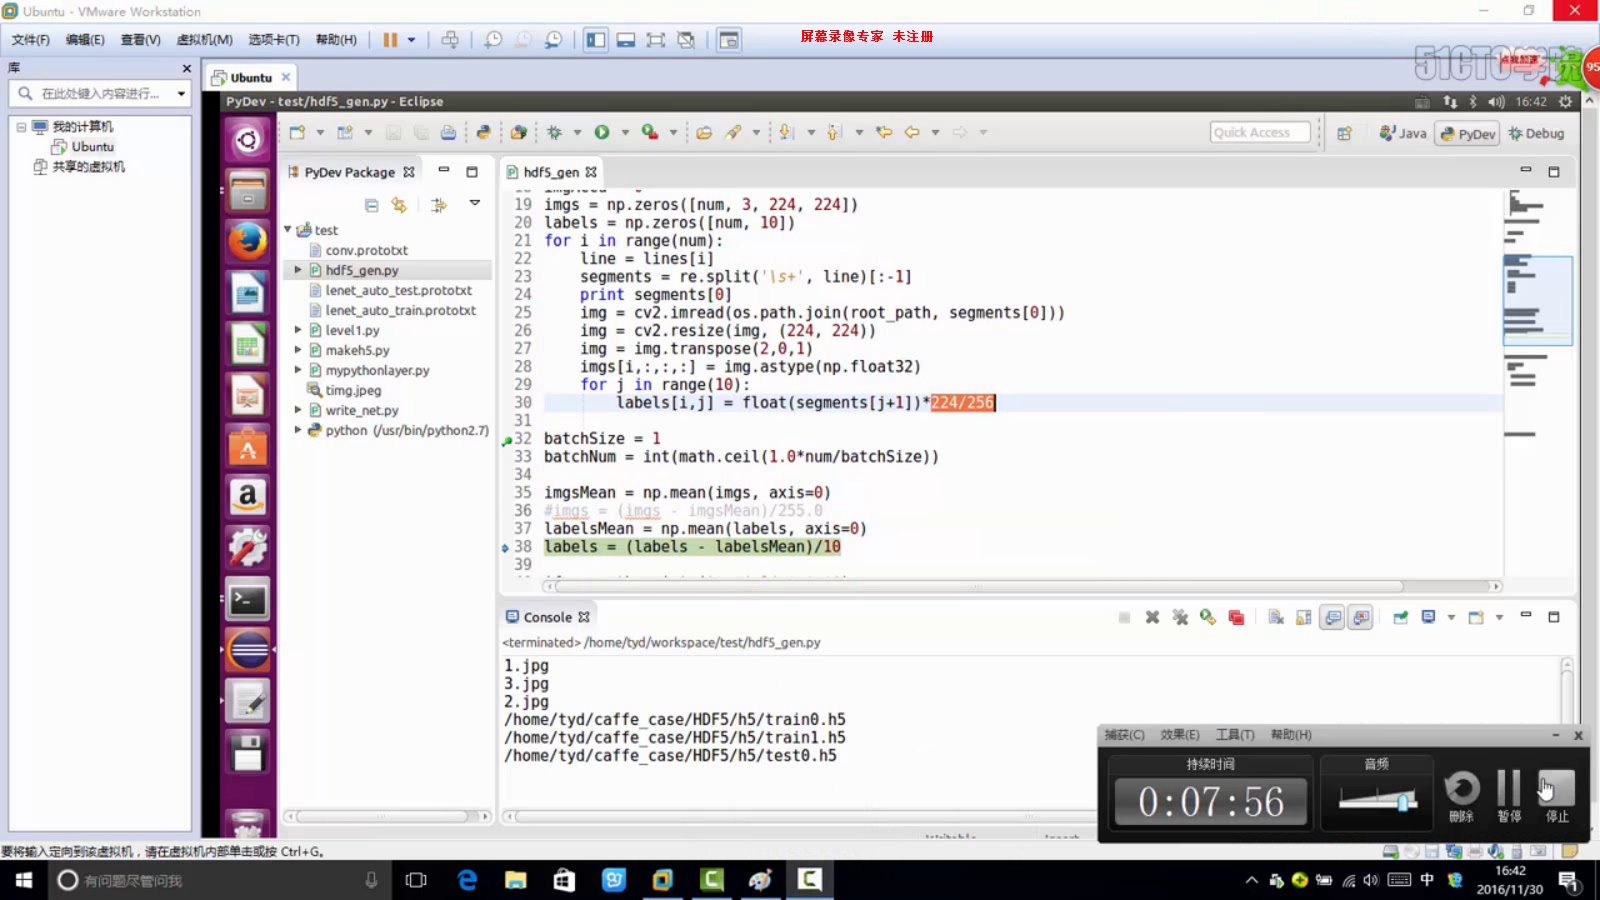 Ubuntu - VMware Workstation
文件(F) 编辑(E) 查看(V) 虚拟机(M) 选项卡(T) 帮助(H)
屏幕录像专家 未注册
51CTO学院
点我加速
95
库
在此处键入内容进行...
我的计算机
Ubuntu
共享的虚拟机
Ubuntu
PyDev - test/hdf5_gen.py - Eclipse
16:42
Quick Access
Java
PyDev
Debug
PyDev Package
test
conv.prototxt
hdf5_gen.py
lenet_auto_test.prototxt
lenet_auto_train.prototxt
level1.py
makeh5.py
mypythonlayer.py
timg.jpeg
write_net.py
python (/usr/bin/python2.7)
hdf5_gen
19 imgs = np.zeros([num, 3, 224, 224])
20 labels = np.zeros([num, 10])
21 for i in range(num):
22 line = lines[i]
23 segments = re.split('\s+', line)[:-1]
24 print segments[0]
25 img = cv2.imread(os.path.join(root_path, segments[0]))
26 img = cv2.resize(img, (224, 224))
27 img = img.transpose(2,0,1)
28 imgs[i,:,:,:] = img.astype(np.float32)
29 for j in range(10):
30 labels[i,j] = float(segments[j+1])*224/256
31
32 batchSize = 1
33 batchNum = int(math.ceil(1.0*num/batchSize))
34
35 imgsMean = np.mean(imgs, axis=0)
36 #imgs = (imgs - imgsMean)/255.0
37 labelsMean = np.mean(labels, axis=0)
38 labels = (labels - labelsMean)/10
39
Console
<terminated> /home/tyd/workspace/test/hdf5_gen.py
1.jpg
3.jpg
2.jpg
/home/tyd/caffe_case/HDF5/h5/train0.h5
/home/tyd/caffe_case/HDF5/h5/train1.h5
/home/tyd/caffe_case/HDF5/h5/test0.h5
捕获(C) 效果(E) 工具(T) 帮助(H)
持续时间
0:07:56
音频
删除
暂停
停止
要将输入定向到该虚拟机，请在虚拟机内部单击或按 Ctrl+G。
有问题尽管问我
中
16:42
2016/11/30
1